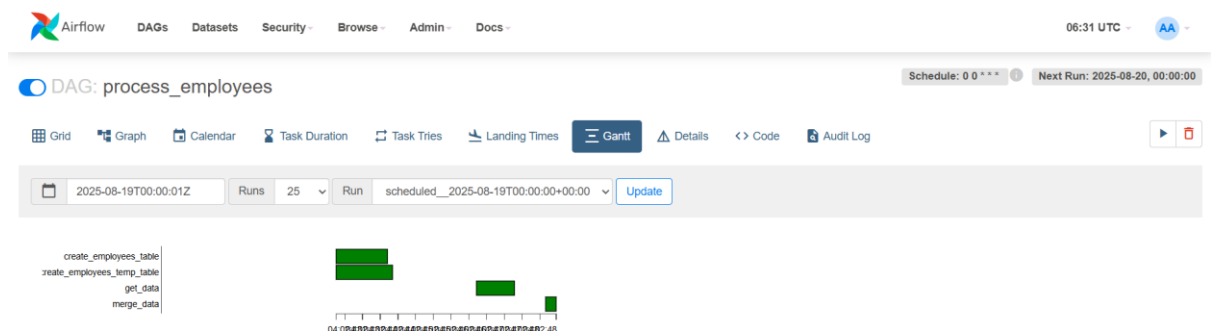 Airflow DAGs Datasets Security Browse Admin Docs 06:31 UTC AA
DAG: process_employees Schedule: 0 0 * * * Next Run: 2025-08-20, 00:00:00
Grid Graph Calendar Task Duration Task Tries Landing Times Gantt Details <> Code Audit Log
2025-08-19T00:00:01Z Runs 25 Run scheduled__2025-08-19T00:00:00+00:00 Update
create_employees_table
reate_employees_temp_table
get_data
merge_data